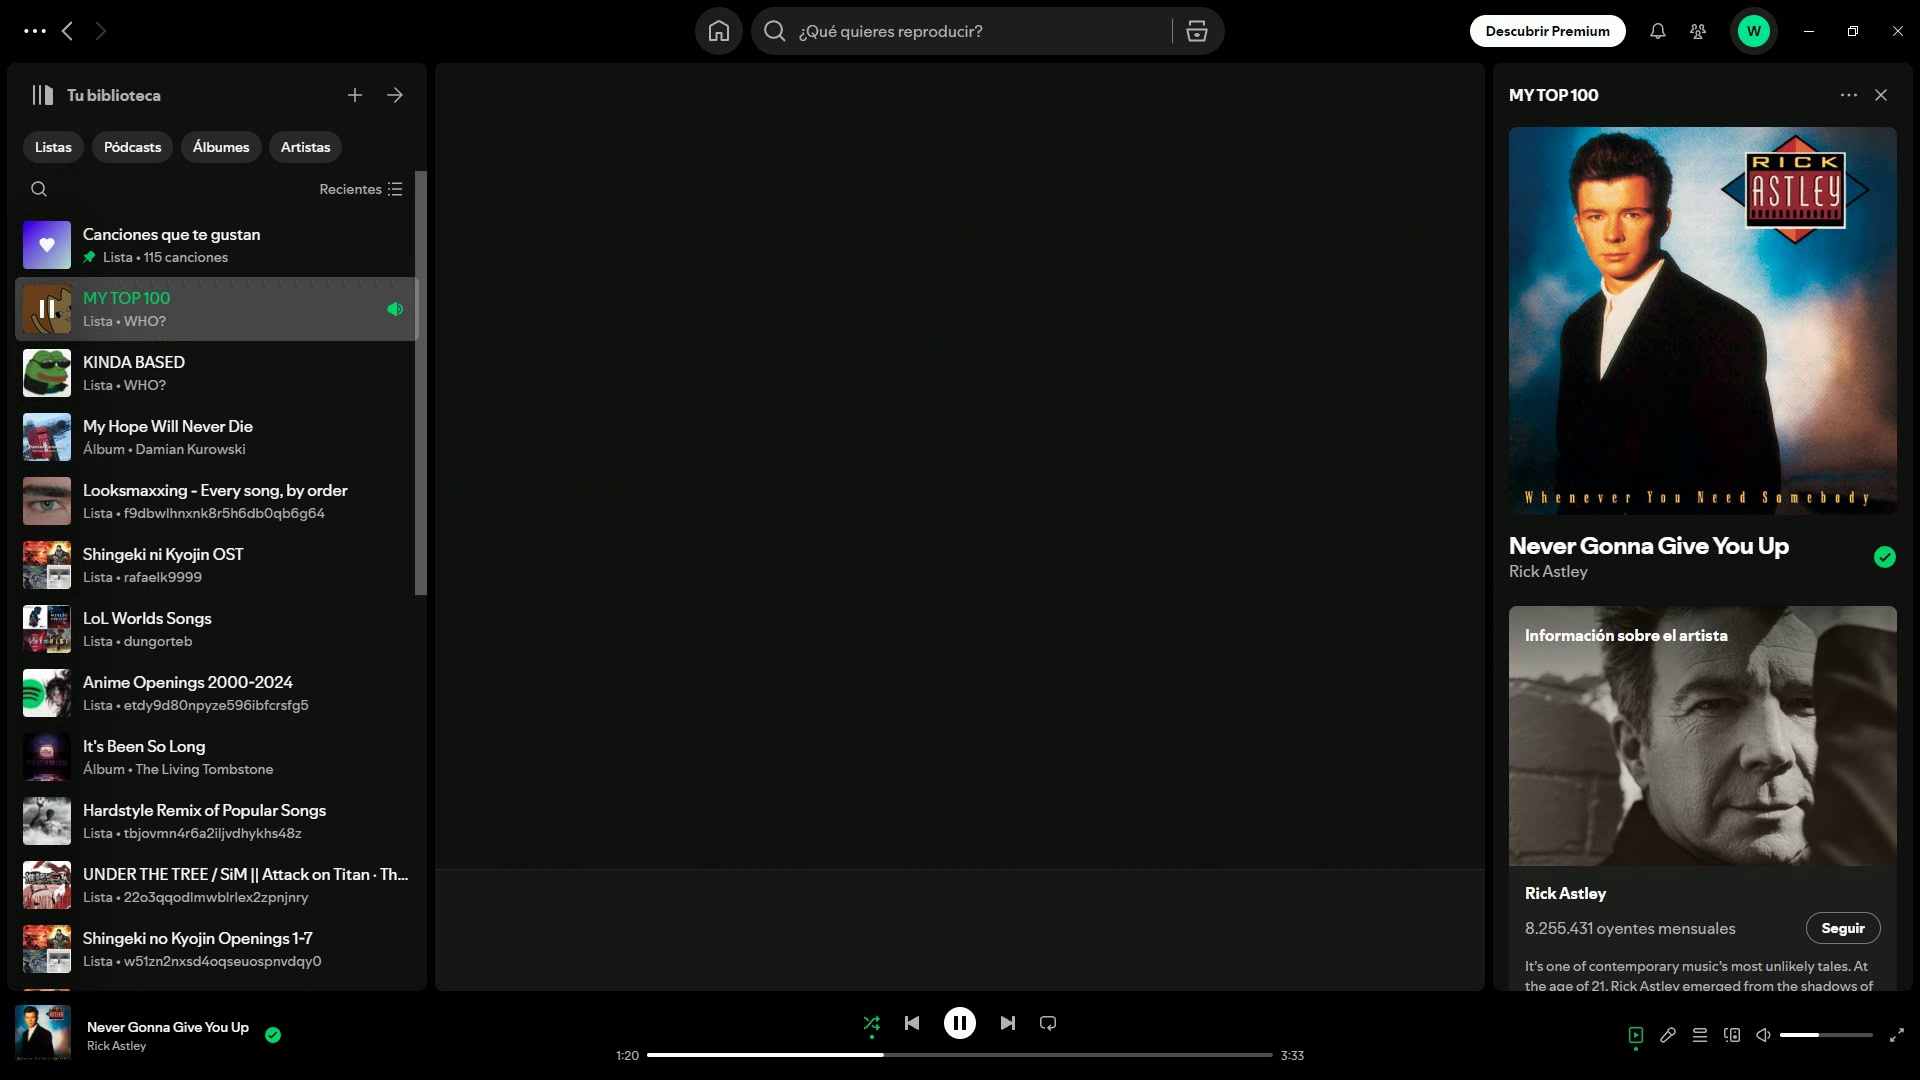 ¿Qué quieres reproducir?
Descubrir Premium
W
Tu biblioteca
Listas
Pódcasts
Álbumes
Artistas
Recientes
Canciones que te gustan
Lista • 115 canciones
MY TOP 100
Lista • WHO?
KINDA BASED
Lista • WHO?
My Hope Will Never Die
Álbum • Damian Kurowski
Looksmaxxing - Every song, by order
Lista • f9dbwlhnxnk8r5h6db0qb6g64
Shingeki ni Kyojin OST
Lista • rafaelk9999
LoL Worlds Songs
Lista • dungorteb
Anime Openings 2000-2024
Lista • etdy9d80npyze596ibfcrsfg5
It's Been So Long
Álbum • The Living Tombstone
Hardstyle Remix of Popular Songs
Lista • tbjovmn4r6a2iljvdhykhs48z
UNDER THE TREE / SiM || Attack on Titan · Th...
Lista • 22o3qqodlmwblrlex2zpnjnry
Shingeki no Kyojin Openings 1-7
Lista • w51zn2nxsd4oqseuospnvdqy0
MY TOP 100
RICK
ASTLEY
Whenever You Need Somebody
Never Gonna Give You Up
Rick Astley
Información sobre el artista
Rick Astley
8.255.431 oyentes mensuales
Seguir
It's one of contemporary music's most unlikely tales. At
the age of 21, Rick Astley emerged from the shadows of
Never Gonna Give You Up
Rick Astley
1:20
3:33